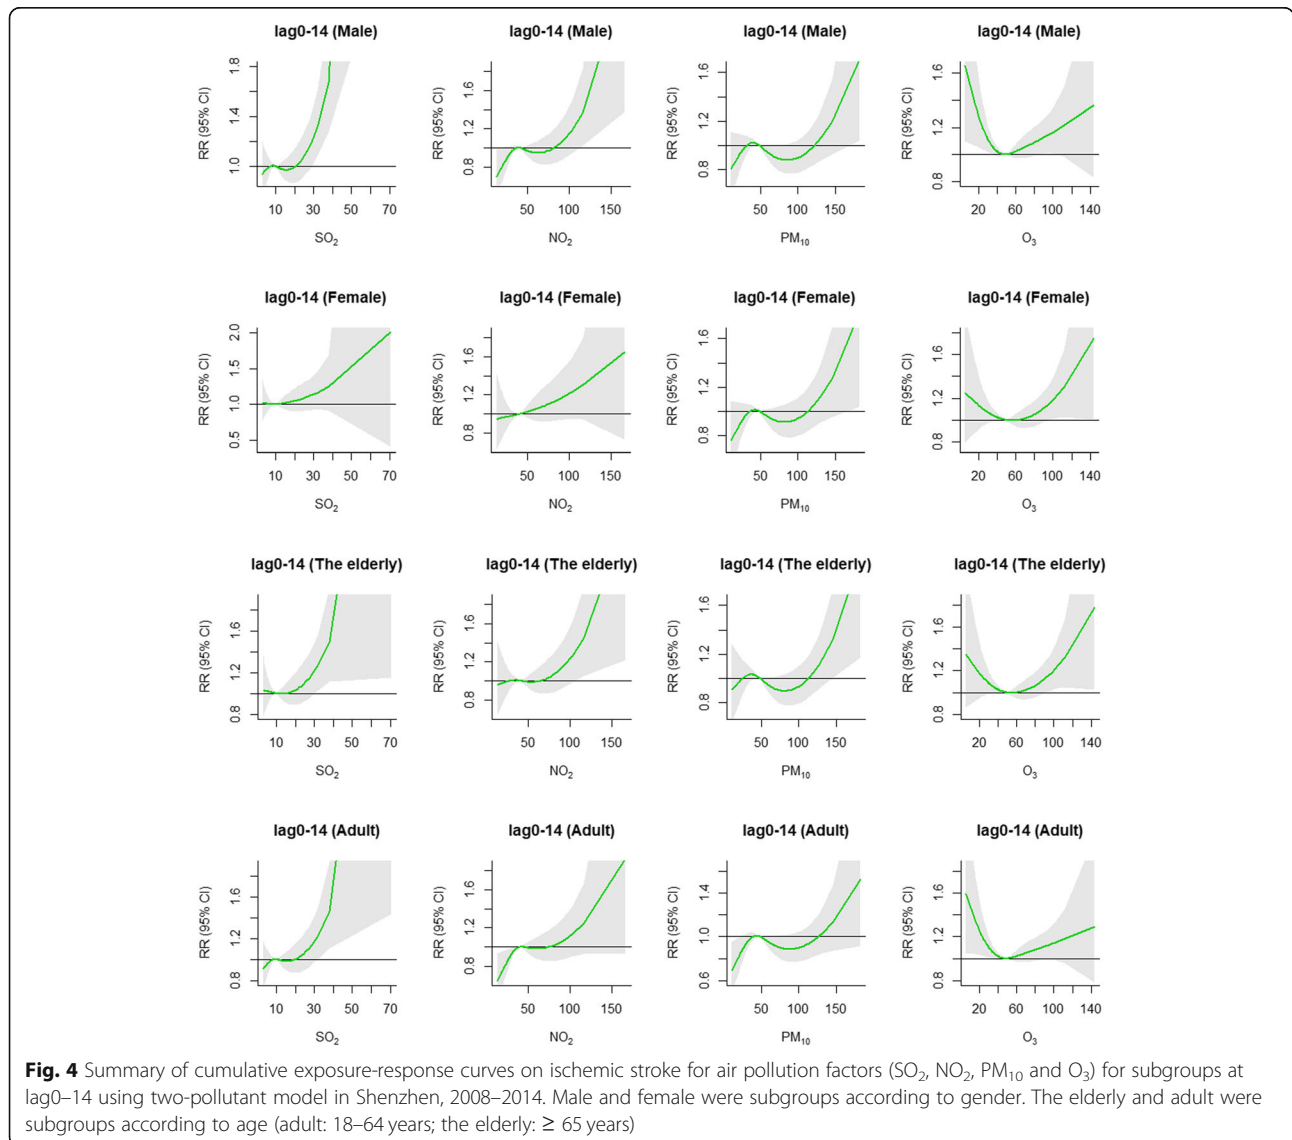 lag0-14 (Male) lag0-14 (Male) lag0-14 (Male) lag0-14 (Male)
RR (95% CI) 1.0 1.4 1.8 RR (95% CI) 0.8 1.2 1.6 RR (95% CI) 0.8 1.2 1.6 RR (95% CI) 0.8 1.2 1.6
10 30 50 70 50 100 150 50 100 150 20 60 100 140
SO₂ NO₂ PM₁₀ O₃
lag0-14 (Female) lag0-14 (Female) lag0-14 (Female) lag0-14 (Female)
RR (95% CI) 0.5 1.0 1.5 2.0 RR (95% CI) 0.8 1.2 1.6 RR (95% CI) 0.8 1.2 1.6 RR (95% CI) 0.8 1.2 1.6
10 30 50 70 50 100 150 50 100 150 20 60 100 140
SO₂ NO₂ PM₁₀ O₃
lag0-14 (The elderly) lag0-14 (The elderly) lag0-14 (The elderly) lag0-14 (The elderly)
RR (95% CI) 0.8 1.2 1.6 RR (95% CI) 0.8 1.2 1.6 RR (95% CI) 0.8 1.2 1.6 RR (95% CI) 0.8 1.2 1.6
10 30 50 70 50 100 150 50 100 150 20 60 100 140
SO₂ NO₂ PM₁₀ O₃
lag0-14 (Adult) lag0-14 (Adult) lag0-14 (Adult) lag0-14 (Adult)
RR (95% CI) 0.8 1.2 1.6 RR (95% CI) 0.8 1.2 1.6 RR (95% CI) 0.6 1.0 1.4 RR (95% CI) 0.8 1.2 1.6
10 30 50 70 50 100 150 50 100 150 20 60 100 140
SO₂ NO₂ PM₁₀ O₃
Fig. 4 Summary of cumulative exposure-response curves on ischemic stroke for air pollution factors (SO₂, NO₂, PM₁₀ and O₃) for subgroups at
lag0–14 using two-pollutant model in Shenzhen, 2008–2014. Male and female were subgroups according to gender. The elderly and adult were
subgroups according to age (adult: 18–64 years; the elderly: ≥ 65 years)